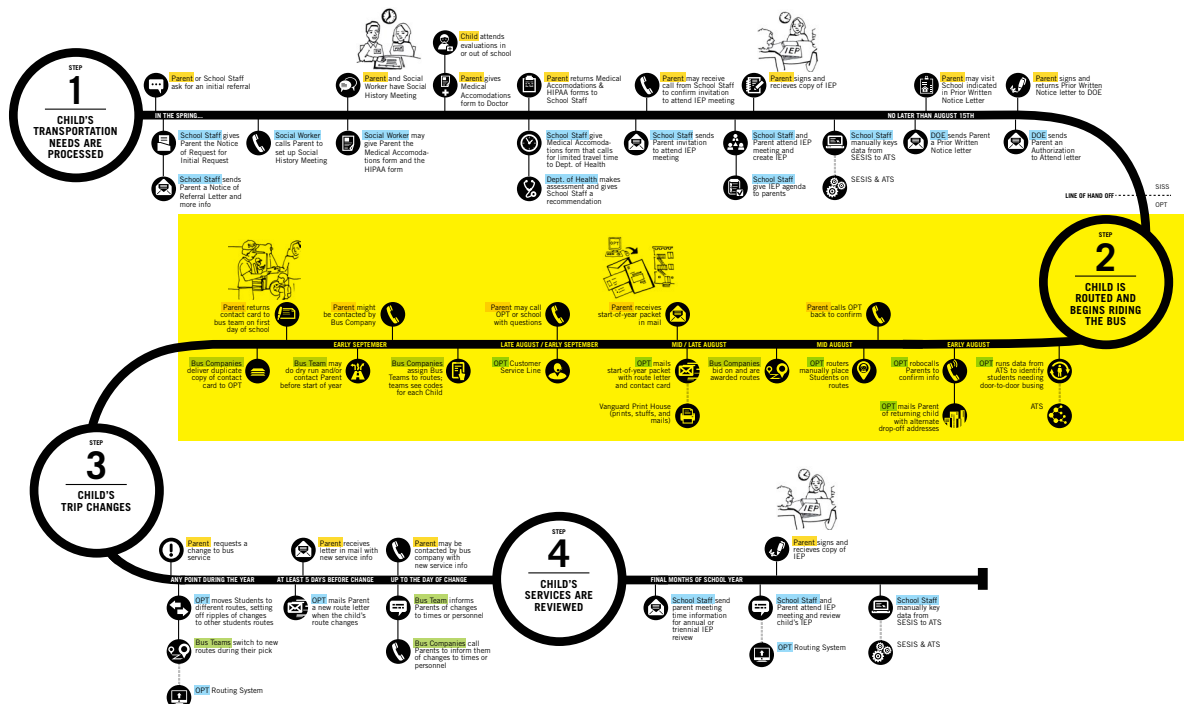 STEP
1
CHILD'S
TRANSPORTATION
NEEDS ARE
PROCESSED
Parent or School Staff
ask for an initial referral
Parent and Social
Worker have Social
History Meeting
Child attends
evaluations in
or out of school
Parent gives
Medical
Accomodations
form to Doctor
Parent returns Medical
Accomodations &
HIPAA forms to
School Staff
Parent may receive
call from School Staff
to confirm invitation
to attend IEP meeting
IEP
Parent signs and
recieves copy of IEP
Parent may visit
School indicated
in Prior Written
Notice Letter
Parent signs and
returns Prior Written
Notice letter to DOE
IN THE SPRING...
NO LATER THAN AUGUST 15TH
School Staff gives
Parent the Notice
of Request for
Initial Request
School Staff sends
Parent a Notice of
Referral Letter and
more info
Social Worker
calls Parent to
set up Social
History Meeting
Social Worker may
give Parent the
Medical Accomoda-
tions form and the
HIPAA form
School Staff give
Medical Accomoda-
tions form that calls
for limited travel time
to Dept. of Health
Dept. of Health makes
assessment and gives
School Staff a
recommendation
School Staff sends
Parent invitation
to attend IEP
meeting
School Staff and
Parent attend IEP
meeting and
create IEP
School Staff
give IEP agenda
to parents
School Staff
manually keys
data from
SESIS to ATS
SESIS & ATS
DOE sends Parent
a Prior Written
Notice letter
DOE sends
Parent an
Authorization
to Attend letter
LINE OF HAND OFF
SISS
OPT
STEP
2
CHILD IS
ROUTED AND
BEGINS RIDING
THE BUS
BUS
OPT
Parent returns
contact card to
bus team on first
day of school
Parent might
be contacted by
Bus Company
Parent may call
OPT or school
with questions
Parent receives
start-of-year packet
in mail
Parent calls OPT
back to confirm
EARLY SEPTEMBER
LATE AUGUST / EARLY SEPTEMBER
MID / LATE AUGUST
MID AUGUST
EARLY AUGUST
Bus Companies
deliver duplicate
copy of contact
card to OPT
Bus Team may
do dry run and/or
contact Parent
before start of year
Bus Companies
assign Bus
Teams to routes;
teams see codes
for each Child
OPT Customer
Service Line
OPT mails
start-of-year packet
with route letter
and contact card
Vanguard Print House
(prints, stuffs, and
mails)
Bus Companies
bid on and are
awarded routes
OPT routers
manually place
Students on
routes
OPT robocalls
Parents to
confirm info
OPT mails Parent
of returning child
with alternate
drop-off addresses
OPT runs data from
ATS to identify
students needing
door-to-door busing
ATS
STEP
3
CHILD'S
TRIP CHANGES
Parent requests a
change to bus
service
Parent receives
letter in mail with
new service info
Parent may be
contacted by bus
company with
new service info
ANY POINT DURING THE YEAR
AT LEAST 5 DAYS BEFORE CHANGE
UP TO THE DAY OF CHANGE
OPT moves Students to
different routes, setting
off ripples of changes
to other students routes
Bus Teams switch to new
routes during their pick
OPT Routing System
OPT mails Parent
a new route letter
when the child's
route changes
Bus Team informs
Parents of changes
to times or personnel
Bus Companies call
Parents to inform them
of changes to times or
personnel
STEP
4
CHILD'S
SERVICES ARE
REVIEWED
IEP
Parent signs and
recieves copy of
IEP
FINAL MONTHS OF SCHOOL YEAR
School Staff send
parent meeting
time information
for annual or
triennial IEP
reivew
School Staff and
Parent attend IEP
meeting and review
child's IEP
OPT Routing System
School Staff
manually key
data from
SESIS to ATS
SESIS & ATS